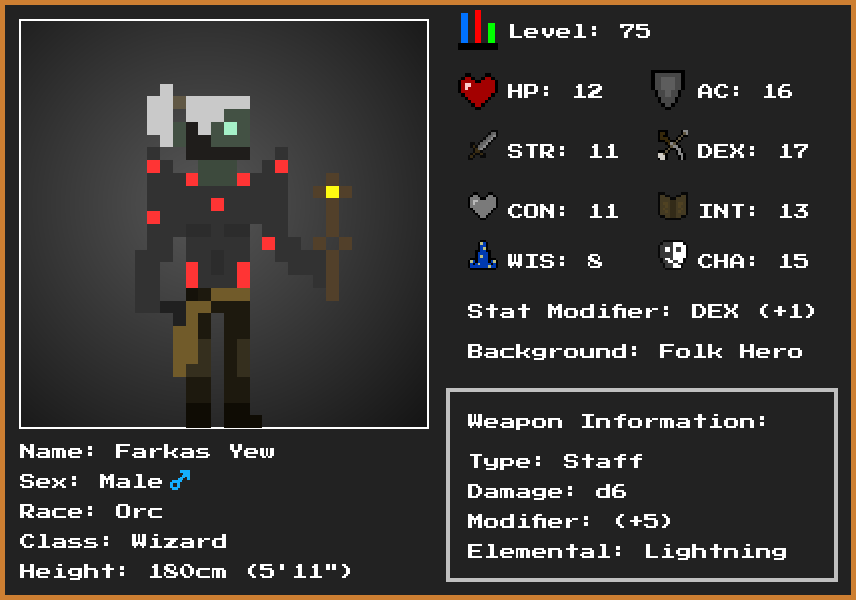 Level: 75
HP: 12 AC: 16
STR: 11 DEX: 17
CON: 11 INT: 13
WIS: 8 CHA: 15
Stat Modifier: DEX (+1)
Background: Folk Hero
Weapon Information:
Type: Staff
Damage: d6
Modifier: (+5)
Elemental: Lightning
Name: Farkas Yew
Sex: Male ♂
Race: Orc
Class: Wizard
Height: 180cm (5'11")